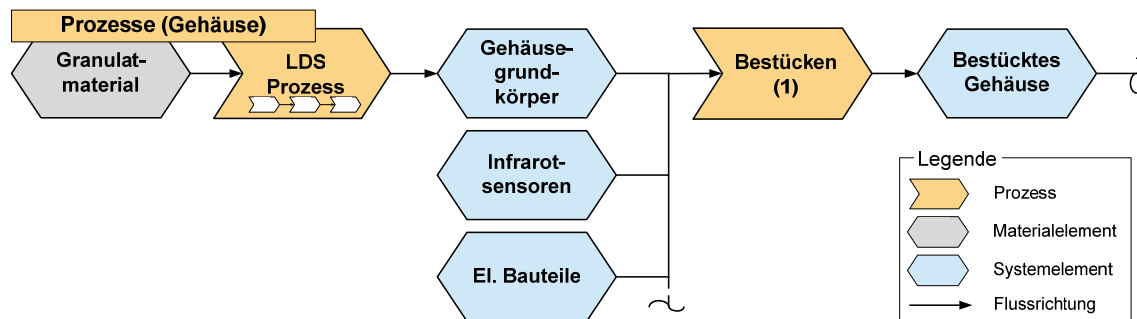 Prozesse (Gehäuse)
Granulat-
material
LDS
Prozess
Gehäuse-
grund-
körper
Bestücken
(1)
Bestücktes
Gehäuse
Infrarot-
sensoren
El. Bauteile
Legende
Prozess
Materialelement
Systemelement
Flussrichtung